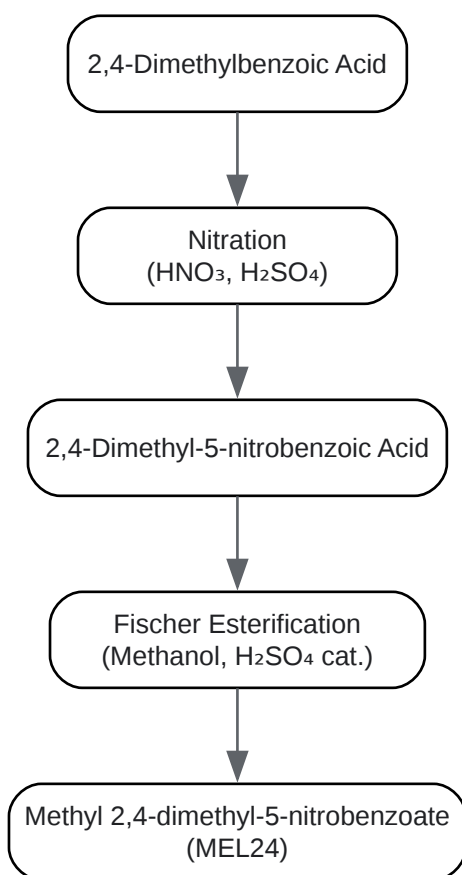 2,4-Dimethylbenzoic Acid
Nitration
(HNO₃, H₂SO₄)
2,4-Dimethyl-5-nitrobenzoic Acid
Fischer Esterification
(Methanol, H₂SO₄ cat.)
Methyl 2,4-dimethyl-5-nitrobenzoate
(MEL24)